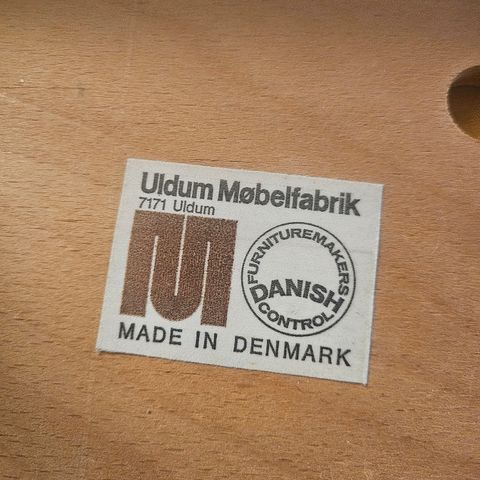 Uldum Møbelfabrik
7171 Uldum
FURNITUREMAKERS
DANISH
CONTROL
MADE IN DENMARK